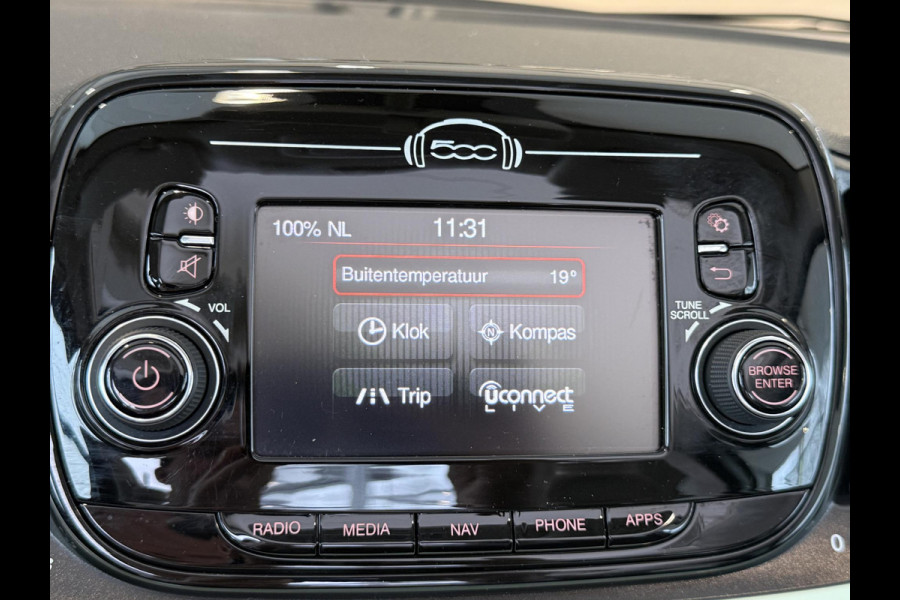 500
100% NL 11:31
Buitentemperatuur 19°
Klok
N Kompas
Trip
Uconnect
LIVE
VOL
TUNE
SCROLL
BROWSE
ENTER
RADIO MEDIA NAV PHONE APPS
0